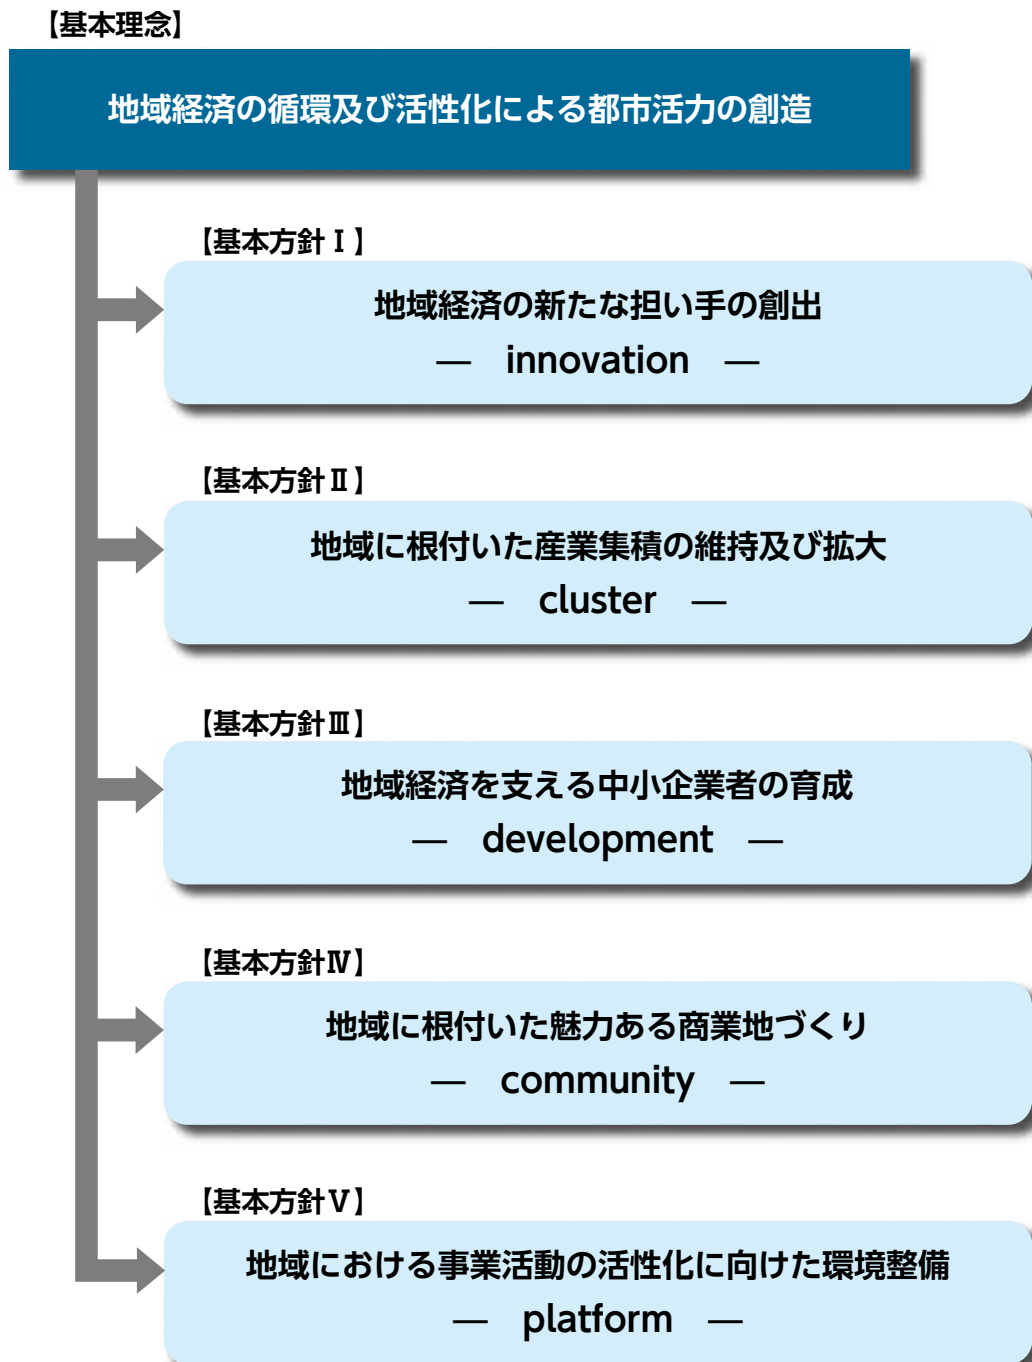 【基本理念】
地域経済の循環及び活性化による都市活力の創造
【基本方針Ⅰ】
地域経済の新たな担い手の創出
― innovation ―
【基本方針Ⅱ】
地域に根付いた産業集積の維持及び拡大
― cluster ―
【基本方針Ⅲ】
地域経済を支える中小企業者の育成
― development ―
【基本方針Ⅳ】
地域に根付いた魅力ある商業地づくり
― community ―
【基本方針Ⅴ】
地域における事業活動の活性化に向けた環境整備
― platform ―